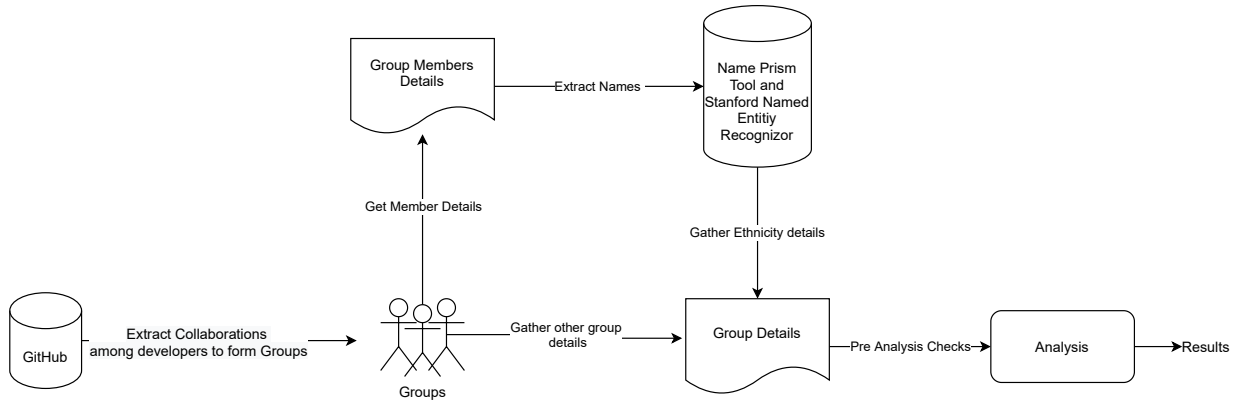 Group Members
Details
Extract Names
Name Prism
Tool and
Stanford Named
Entitiy
Recognizor
Get Member Details
Gather Ethnicity details
GitHub
Extract Collaborations
among developers to form Groups
Groups
Gather other group
details
Group Details
Pre Analysis Checks
Analysis
Results